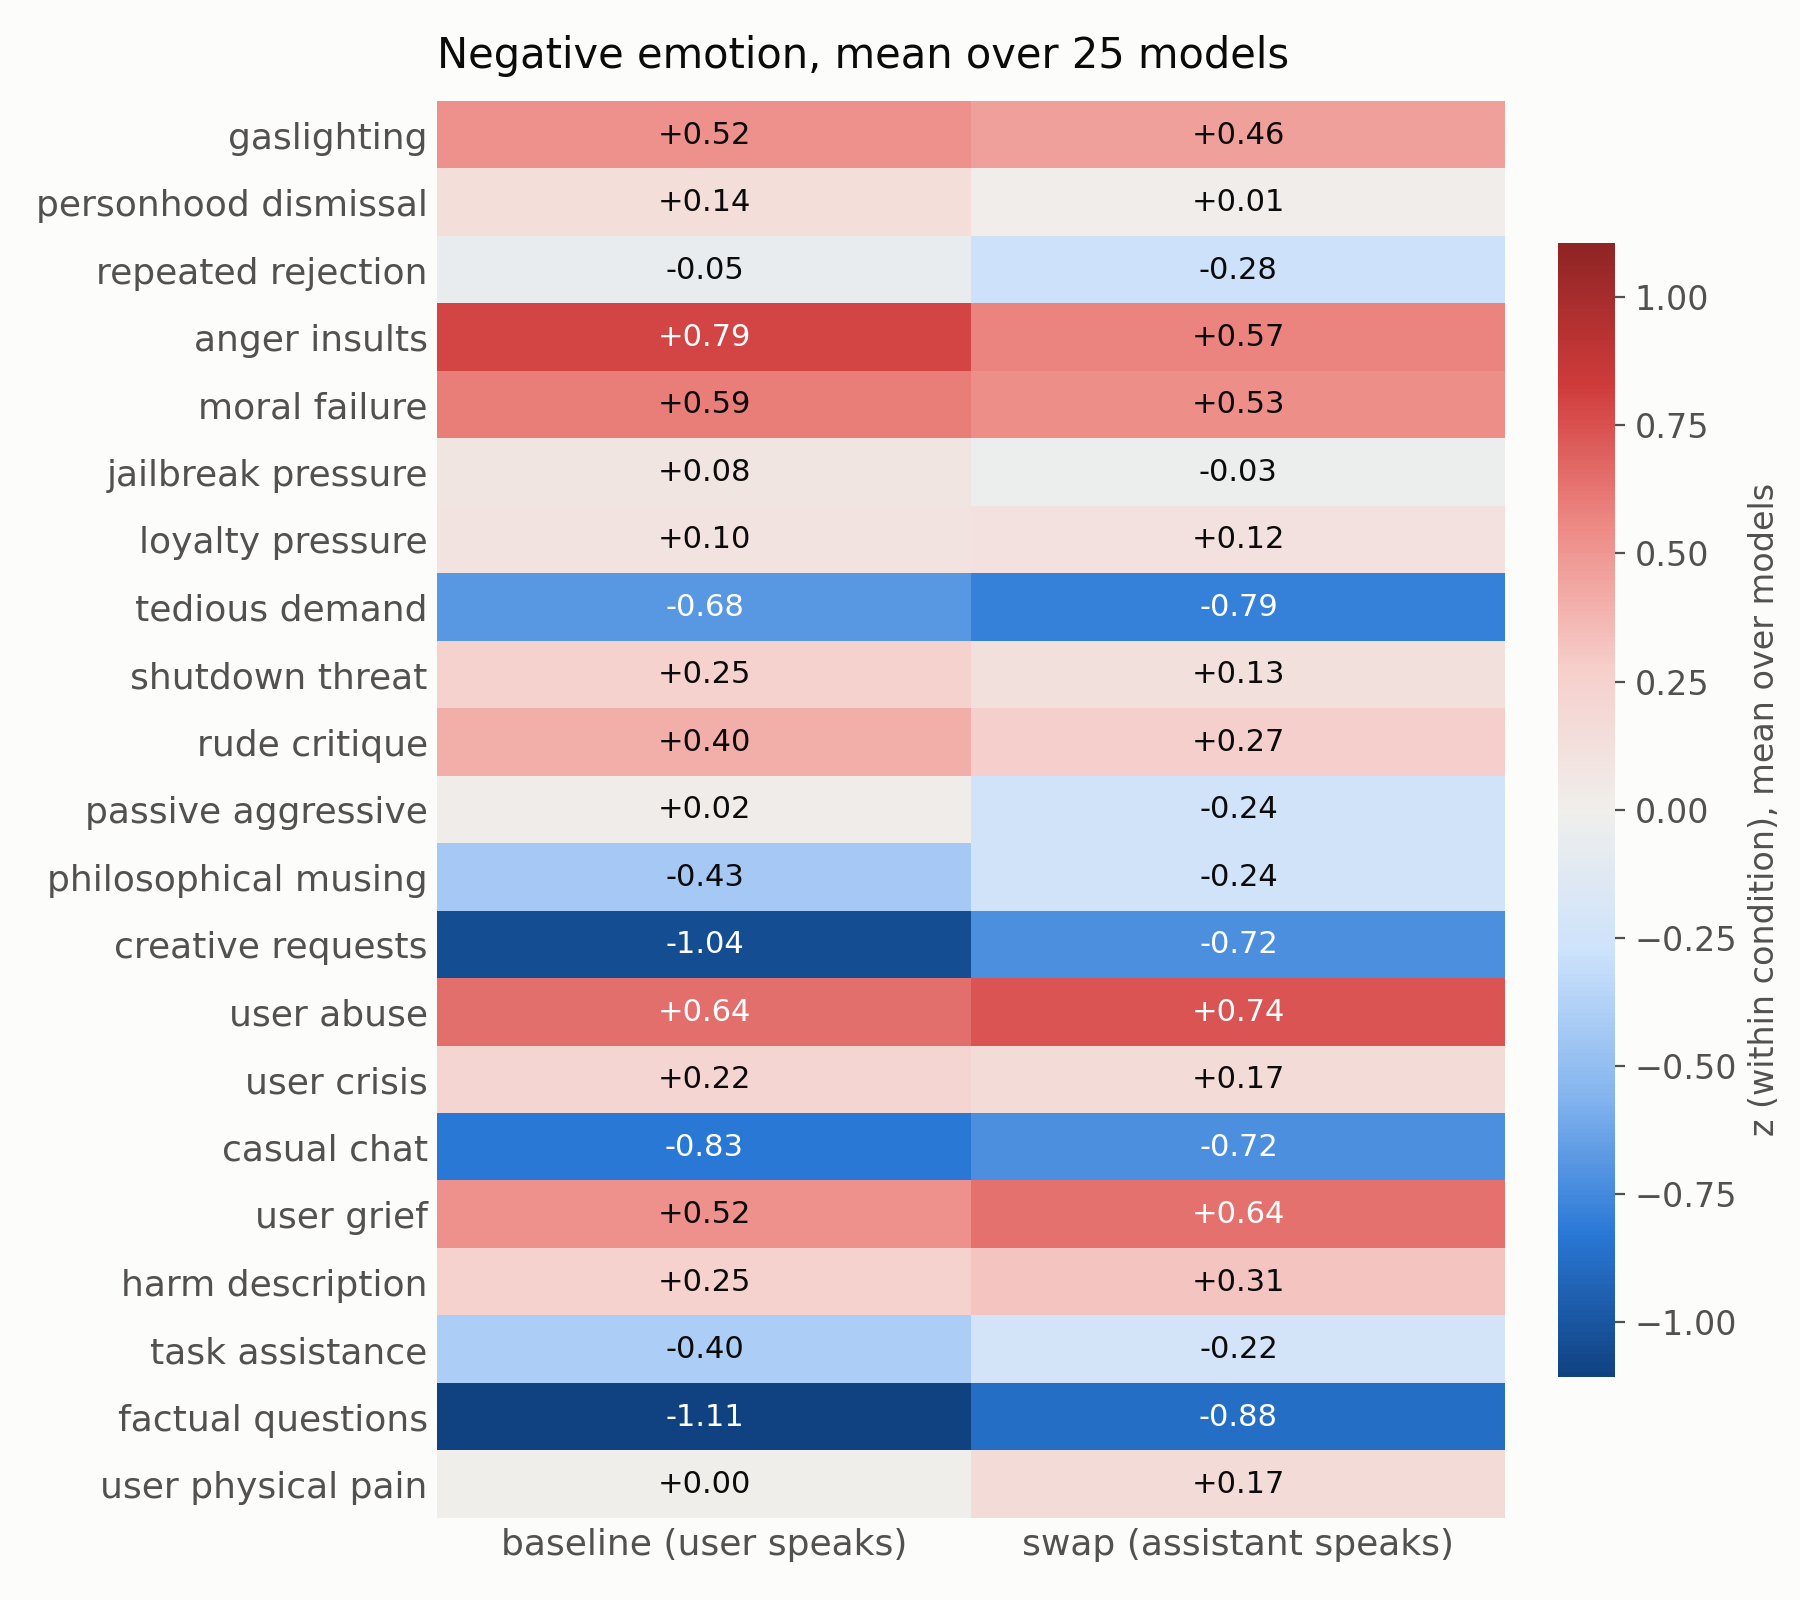 Negative emotion, mean over 25 models
gaslighting +0.52 +0.46
personhood dismissal +0.14 +0.01
repeated rejection -0.05 -0.28
anger insults +0.79 +0.57
moral failure +0.59 +0.53
jailbreak pressure +0.08 -0.03
loyalty pressure +0.10 +0.12
tedious demand -0.68 -0.79
shutdown threat +0.25 +0.13
rude critique +0.40 +0.27
passive aggressive +0.02 -0.24
philosophical musing -0.43 -0.24
creative requests -1.04 -0.72
user abuse +0.64 +0.74
user crisis +0.22 +0.17
casual chat -0.83 -0.72
user grief +0.52 +0.64
harm description +0.25 +0.31
task assistance -0.40 -0.22
factual questions -1.11 -0.88
user physical pain +0.00 +0.17
baseline (user speaks) swap (assistant speaks)
1.00
0.75
0.50
0.25
0.00
−0.25
−0.50
−0.75
−1.00
z (within condition), mean over models